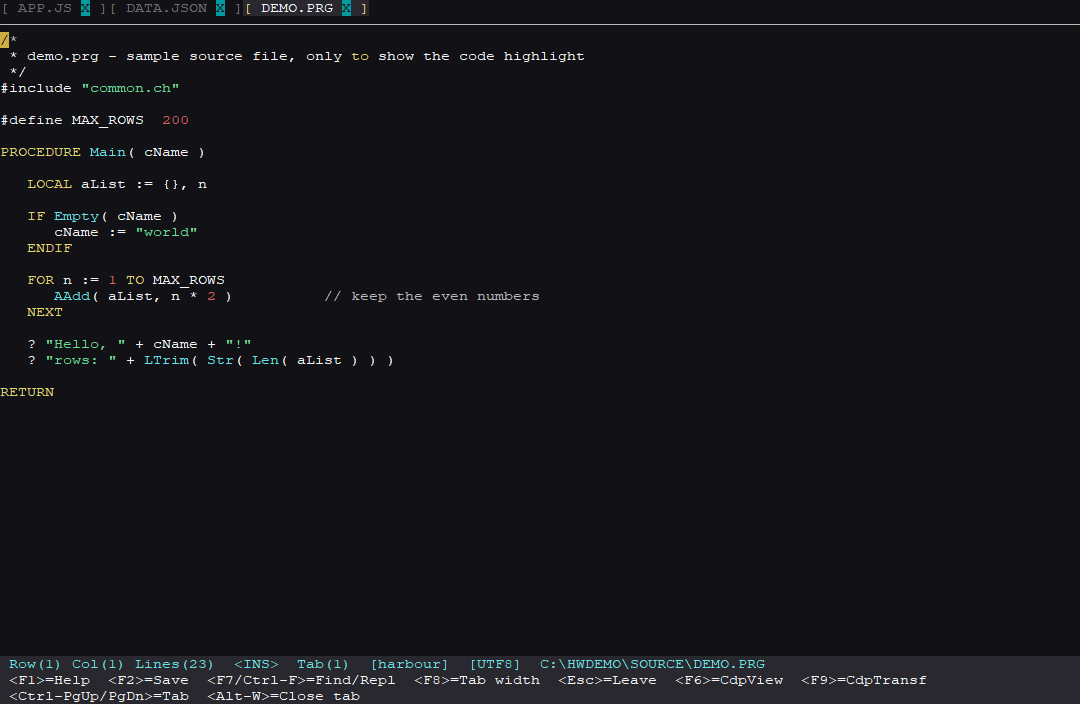 [ APP.JS X ][ DATA.JSON X ][ DEMO.PRG X ]
/*
 * demo.prg - sample source file, only to show the code highlight
 */
#include "common.ch"

#define MAX_ROWS  200

PROCEDURE Main( cName )

   LOCAL aList := {}, n

   IF Empty( cName )
      cName := "world"
   ENDIF

   FOR n := 1 TO MAX_ROWS
      AAdd( aList, n * 2 )          // keep the even numbers
   NEXT

   ? "Hello, " + cName + "!"
   ? "rows: " + LTrim( Str( Len( aList ) ) )

RETURN

Row(1) Col(1) Lines(23)  <INS>  Tab(1)  [harbour]  [UTF8]  C:\HWDEMO\SOURCE\DEMO.PRG
<F1>=Help  <F2>=Save  <F7/Ctrl-F>=Find/Repl  <F8>=Tab width  <Esc>=Leave  <F6>=CdpView  <F9>=CdpTransf
<Ctrl-PgUp/PgDn>=Tab  <Alt-W>=Close tab